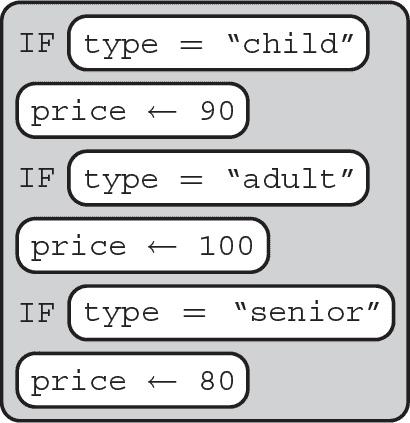 IF type = “child”
price ← 90
IF type = “adult”
price ← 100
IF type = “senior”
price ← 80